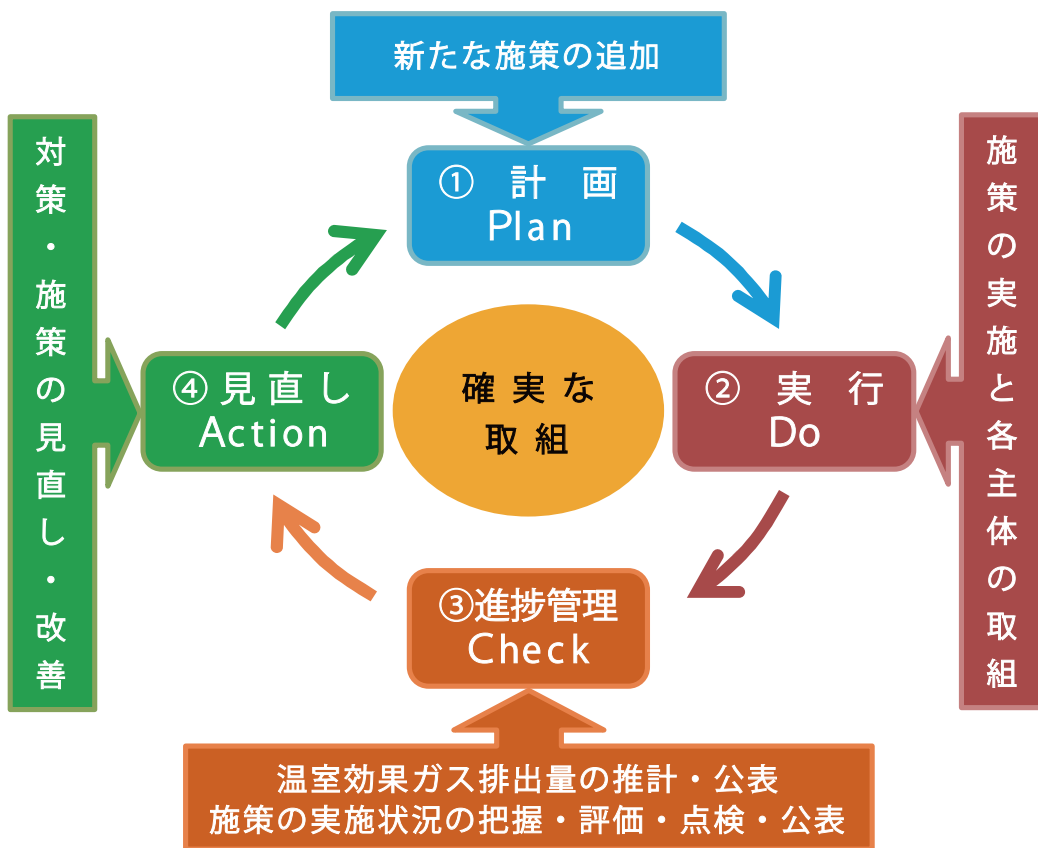 新たな施策の追加
① 計 画
Plan
対策・施策の見直し・改善
施策の実施と各主体の取組
④見直し
Action
確実な
取組
② 実 行
Do
③進捗管理
Check
温室効果ガス排出量の推計・公表
施策の実施状況の把握・評価・点検・公表